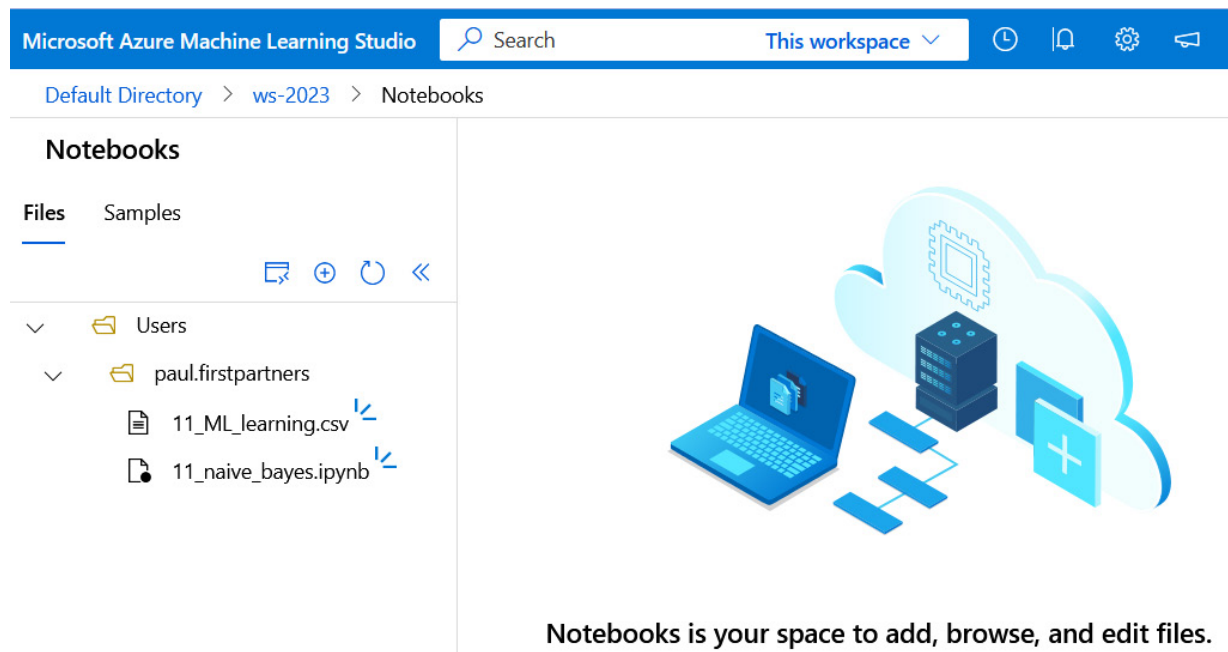 Microsoft Azure Machine Learning Studio Search This workspace
Default Directory > ws-2023 > Notebooks
Notebooks
Files Samples
Users
paul.firstpartners
11_ML_learning.csv
11_naive_bayes.ipynb
Notebooks is your space to add, browse, and edit files.